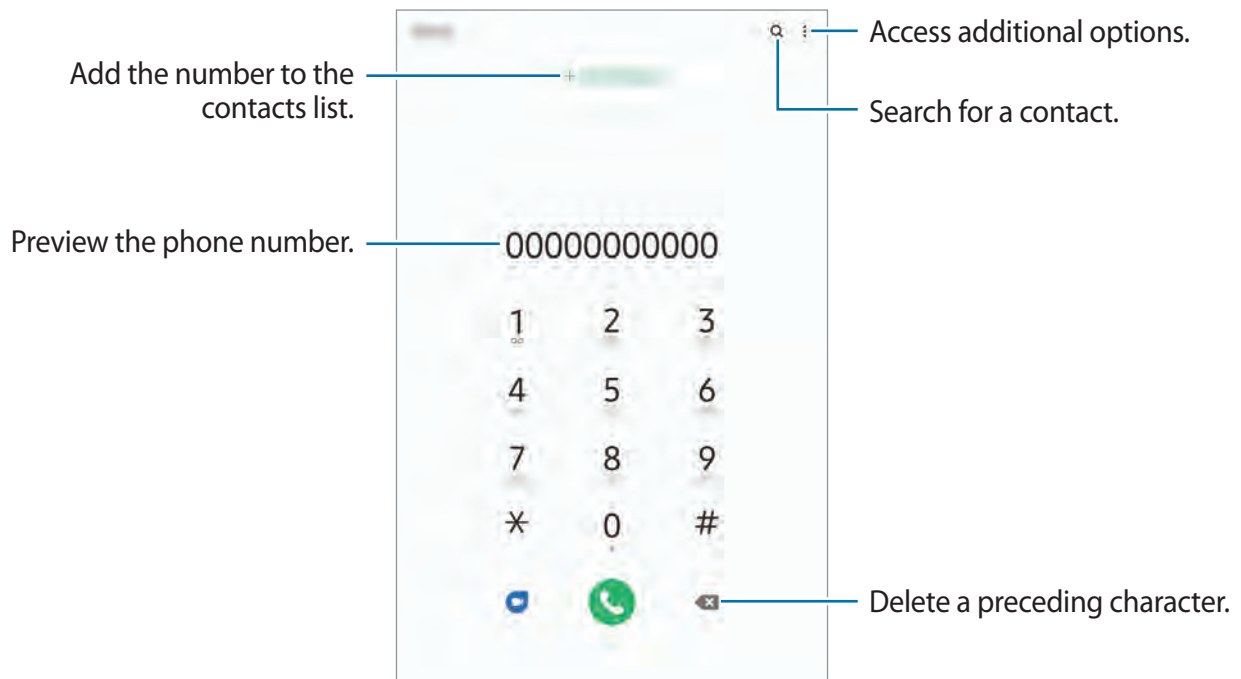 Access additional options.
Add the number to the
contacts list.
Search for a contact.
Preview the phone number.
00000000000
1 2 3
4 5 6
7 8 9
* 0 #
Delete a preceding character.